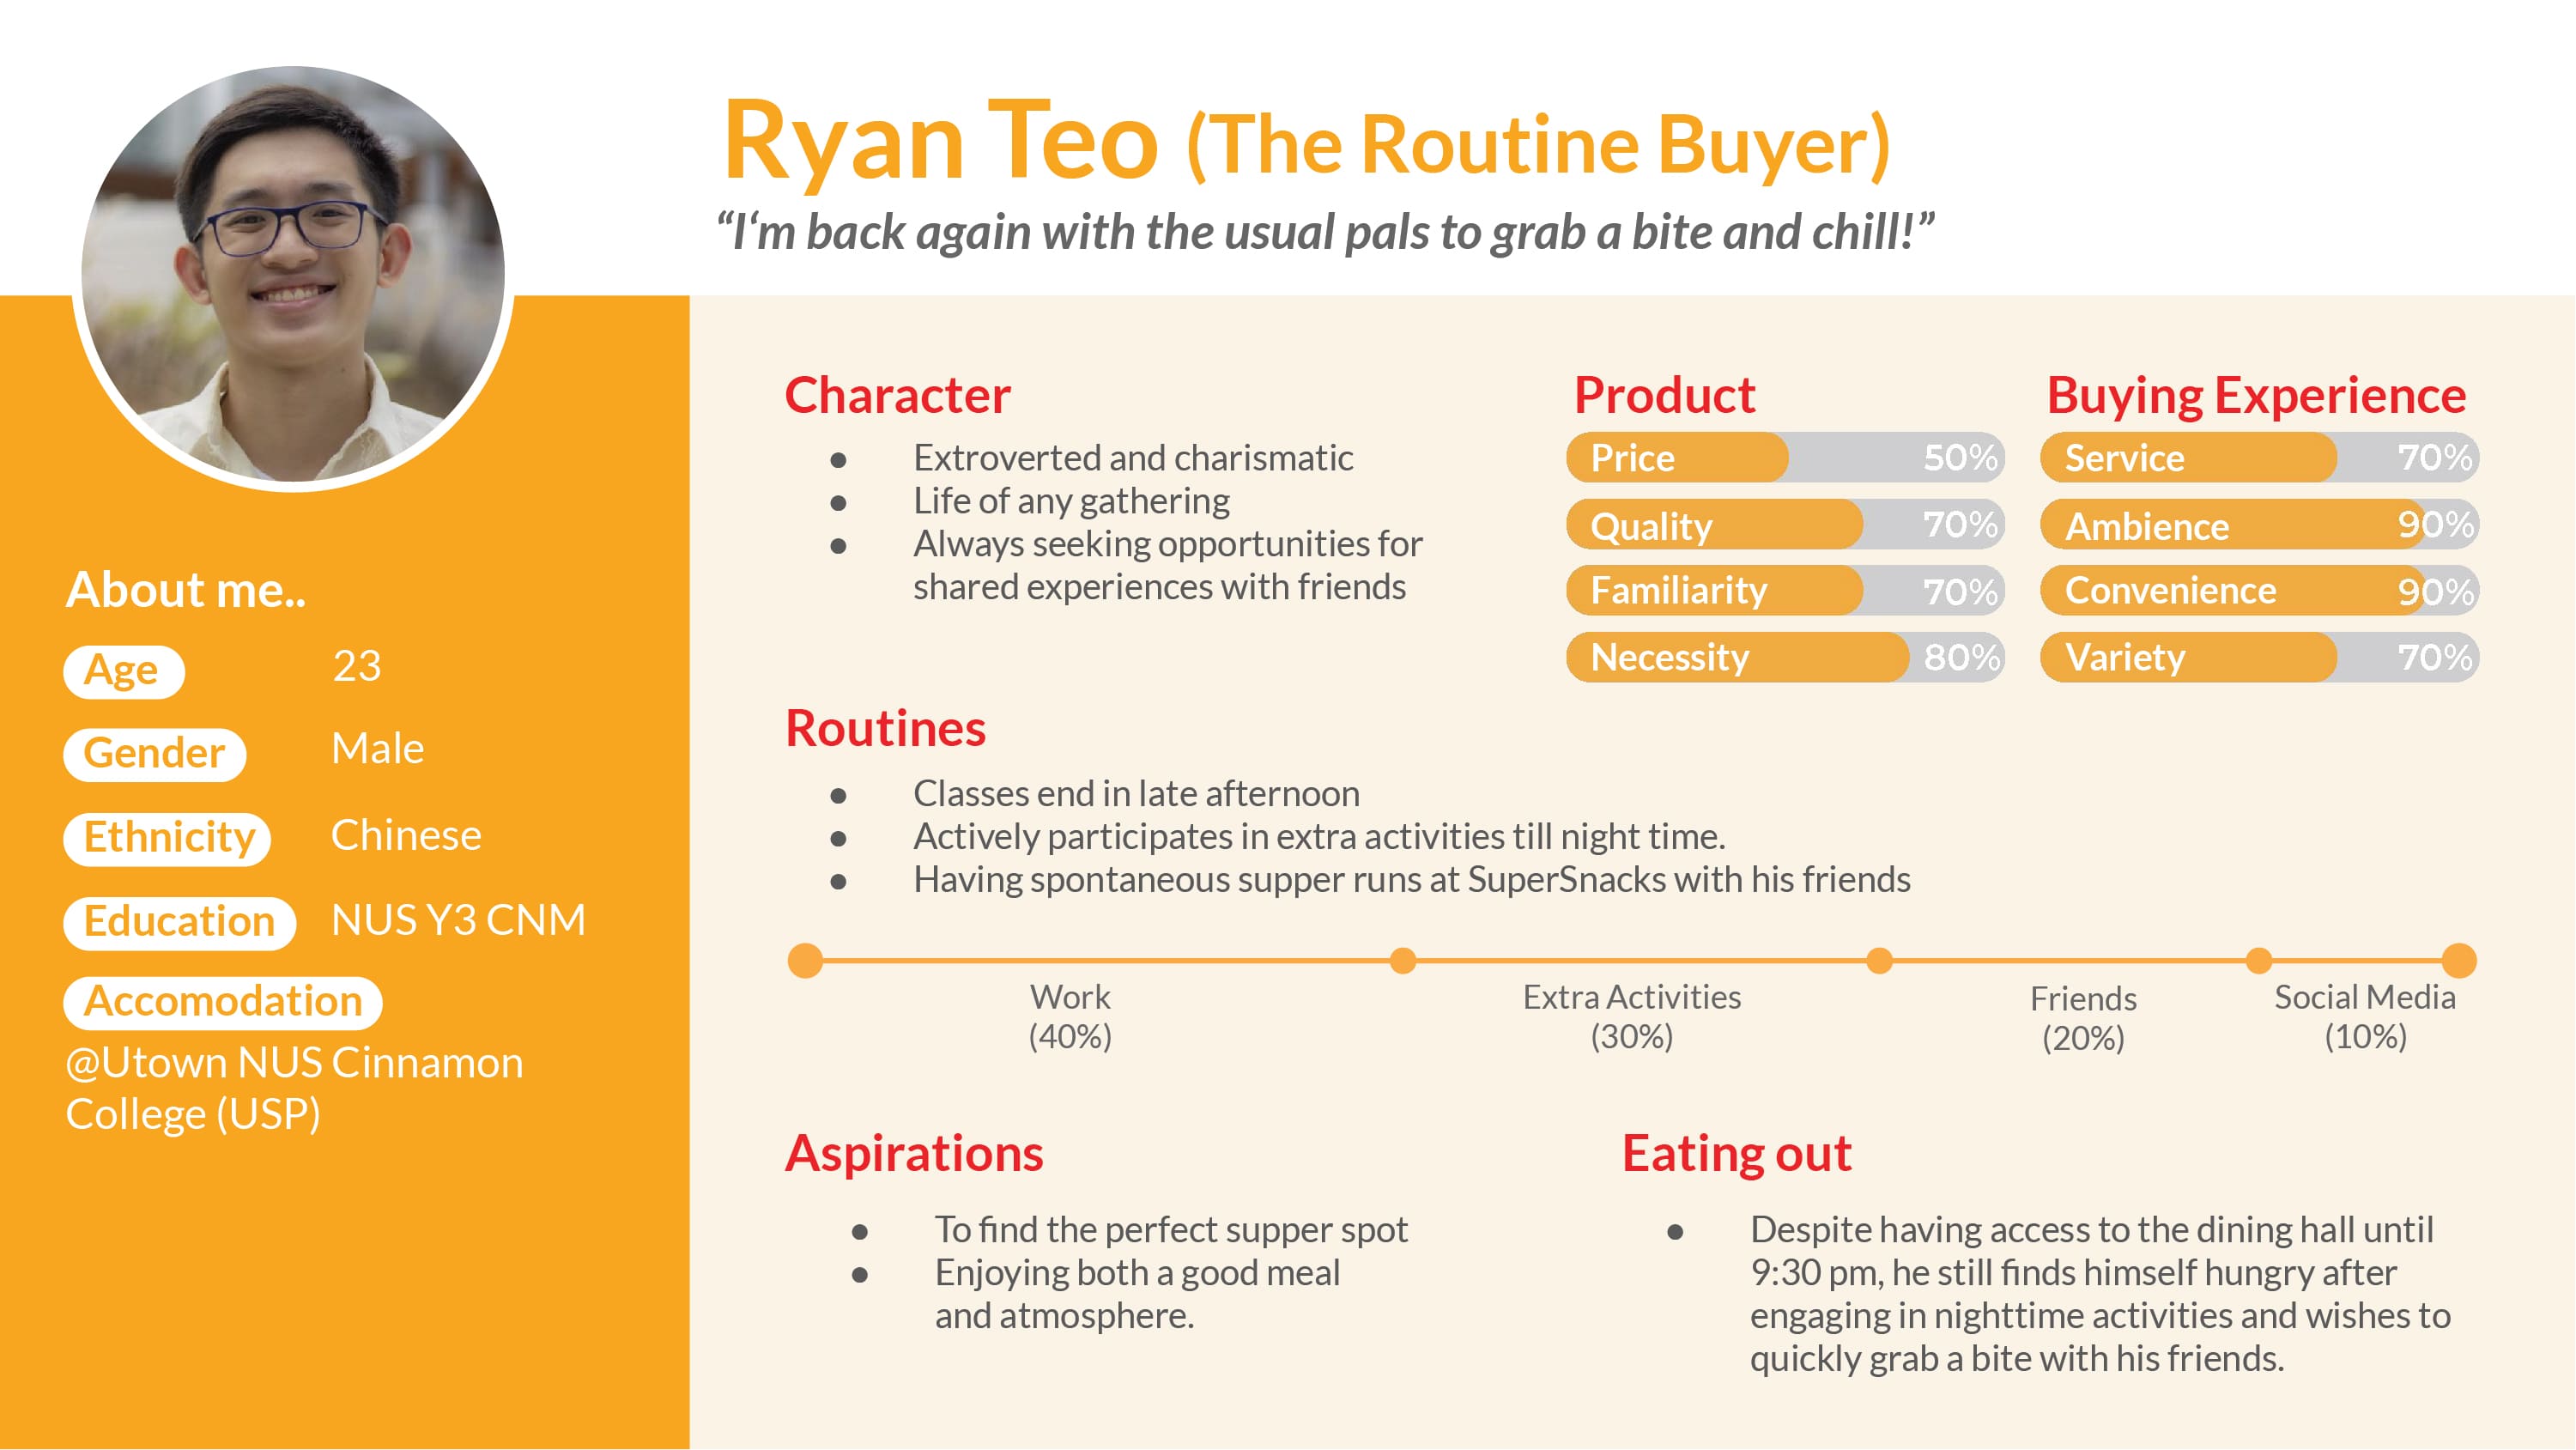 Ryan Teo (The Routine Buyer)
“I‘m back again with the usual pals to grab a bite and chill!”
About me..
Age 23
Gender Male
Ethnicity Chinese
Education NUS Y3 CNM
Accomodation
@Utown NUS Cinnamon
College (USP)
Character
● Extroverted and charismatic
● Life of any gathering
● Always seeking opportunities for
shared experiences with friends
Product
Price 50%
Quality 70%
Familiarity 70%
Necessity 80%
Buying Experience
Service 70%
Ambience 90%
Convenience 90%
Variety 70%
Routines
● Classes end in late afternoon
● Actively participates in extra activities till night time.
● Having spontaneous supper runs at SuperSnacks with his friends
Work
(40%)
Extra Activities
(30%)
Friends
(20%)
Social Media
(10%)
Aspirations
● To find the perfect supper spot
● Enjoying both a good meal
and atmosphere.
Eating out
● Despite having access to the dining hall until
9:30 pm, he still finds himself hungry after
engaging in nighttime activities and wishes to
quickly grab a bite with his friends.